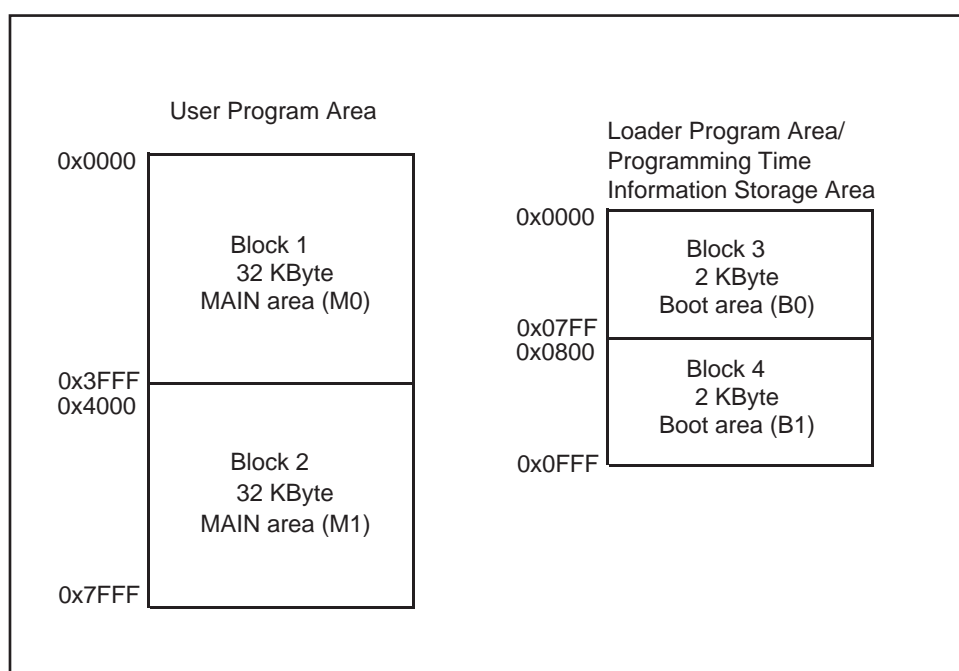 User Program Area
0x0000
Block 1
32 KByte
MAIN area (M0)
0x3FFF
0x4000
Block 2
32 KByte
MAIN area (M1)
0x7FFF
Loader Program Area/
Programming Time
Information Storage Area
0x0000
Block 3
2 KByte
Boot area (B0)
0x07FF
0x0800
Block 4
2 KByte
Boot area (B1)
0x0FFF